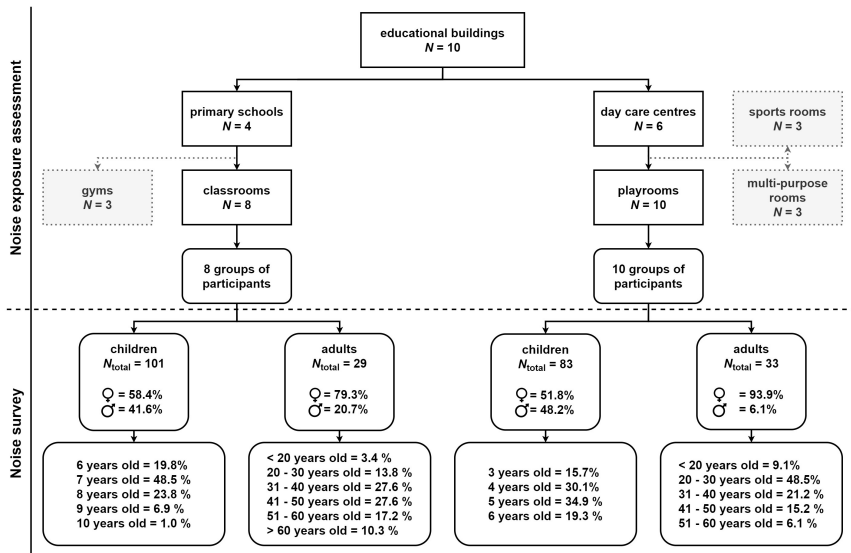 Noise exposure assessment
educational buildings
N = 10
primary schools
N = 4
day care centres
N = 6
sports rooms
N = 3
gyms
N = 3
classrooms
N = 8
playrooms
N = 10
multi-purpose
rooms
N = 3
8 groups of
participants
10 groups of
participants
Noise survey
children
Ntotal = 101
♀ = 58.4%
♂ = 41.6%
adults
Ntotal = 29
♀ = 79.3%
♂ = 20.7%
children
Ntotal = 83
♀ = 51.8%
♂ = 48.2%
adults
Ntotal = 33
♀ = 93.9%
♂ = 6.1%
6 years old = 19.8%
7 years old = 48.5 %
8 years old = 23.8 %
9 years old = 6.9 %
10 years old = 1.0 %
< 20 years old = 3.4 %
20 - 30 years old = 13.8 %
31 - 40 years old = 27.6 %
41 - 50 years old = 27.6 %
51 - 60 years old = 17.2 %
> 60 years old = 10.3 %
3 years old = 15.7%
4 years old = 30.1%
5 years old = 34.9%
6 years old = 19.3%
< 20 years old = 9.1%
20 - 30 years old = 48.5%
31 - 40 years old = 21.2 %
41 - 50 years old = 15.2 %
51 - 60 years old = 6.1 %